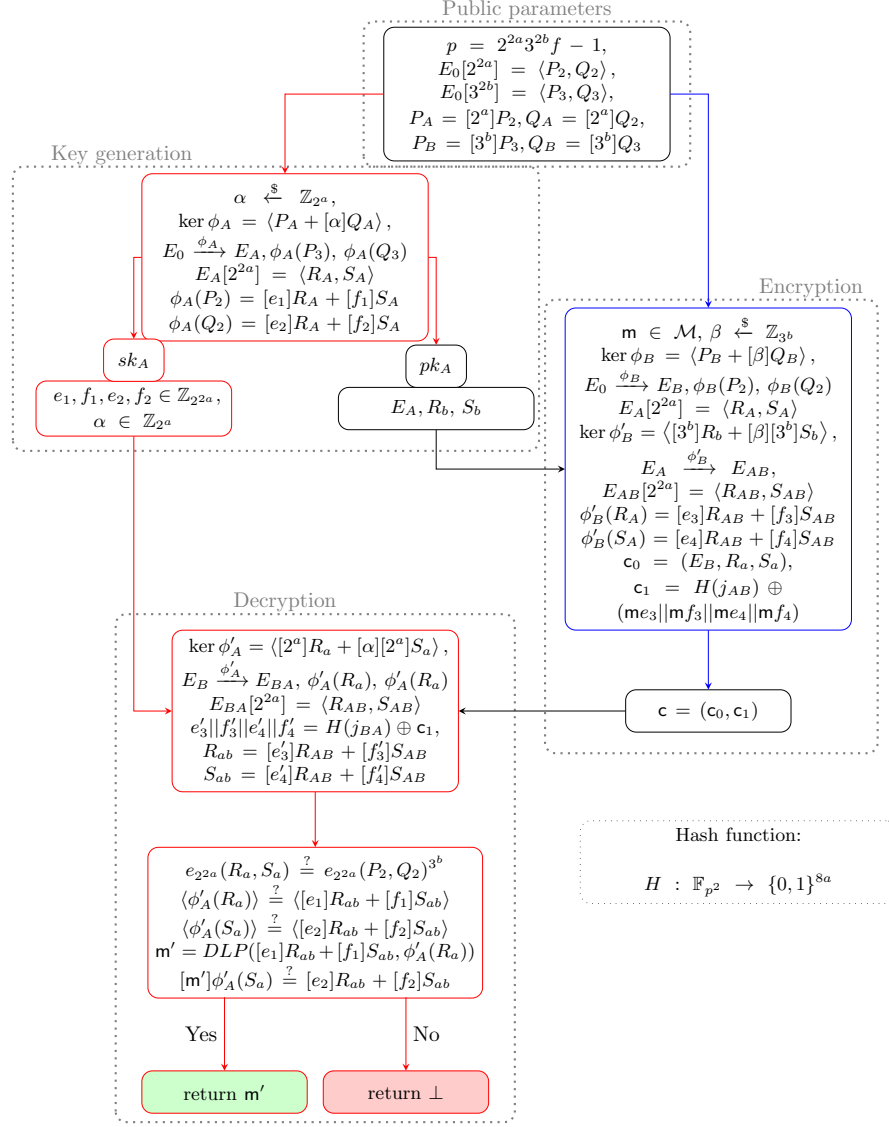 Public parameters
p = 2^{2a}3^{2b}f − 1,
E_0[2^{2a}] = ⟨P_2, Q_2⟩,
E_0[3^{2b}] = ⟨P_3, Q_3⟩,
P_A = [2^a]P_2, Q_A = [2^a]Q_2,
P_B = [3^b]P_3, Q_B = [3^b]Q_3
Key generation
α ←$ ℤ_{2^a},
ker ϕ_A = ⟨P_A + [α]Q_A⟩,
E_0 —ϕ_A→ E_A, ϕ_A(P_3), ϕ_A(Q_3)
E_A[2^{2a}] = ⟨R_A, S_A⟩
ϕ_A(P_2) = [e_1]R_A + [f_1]S_A
ϕ_A(Q_2) = [e_2]R_A + [f_2]S_A
sk_A
e_1, f_1, e_2, f_2 ∈ ℤ_{2^{2a}},
α ∈ ℤ_{2^a}
pk_A
E_A, R_b, S_b
Encryption
m ∈ ℳ, β ←$ ℤ_{3^b}
ker ϕ_B = ⟨P_B + [β]Q_B⟩,
E_0 —ϕ_B→ E_B, ϕ_B(P_2), ϕ_B(Q_2)
E_A[2^{2a}] = ⟨R_A, S_A⟩
ker ϕ'_B = ⟨[3^b]R_b + [β][3^b]S_b⟩,
E_A —ϕ'_B→ E_{AB},
E_{AB}[2^{2a}] = ⟨R_{AB}, S_{AB}⟩
ϕ'_B(R_A) = [e_3]R_{AB} + [f_3]S_{AB}
ϕ'_B(S_A) = [e_4]R_{AB} + [f_4]S_{AB}
c_0 = (E_B, R_a, S_a),
c_1 = H(j_{AB}) ⊕
(me_3||mf_3||me_4||mf_4)
c = (c_0, c_1)
Decryption
ker ϕ'_A = ⟨[2^a]R_a + [α][2^a]S_a⟩,
E_B —ϕ'_A→ E_{BA}, ϕ'_A(R_a), ϕ'_A(R_a)
E_{BA}[2^{2a}] = ⟨R_{AB}, S_{AB}⟩
e'_3||f'_3||e'_4||f'_4 = H(j_{BA}) ⊕ c_1,
R_{ab} = [e'_3]R_{AB} + [f'_3]S_{AB}
S_{ab} = [e'_4]R_{AB} + [f'_4]S_{AB}
e_{2^{2a}}(R_a, S_a) ≟ e_{2^{2a}}(P_2, Q_2)^{3^b}
⟨ϕ'_A(R_a)⟩ ≟ ⟨[e_1]R_{ab} + [f_1]S_{ab}⟩
⟨ϕ'_A(S_a)⟩ ≟ ⟨[e_2]R_{ab} + [f_2]S_{ab}⟩
m' = DLP([e_1]R_{ab} + [f_1]S_{ab}, ϕ'_A(R_a))
[m']ϕ'_A(S_a) ≟ [e_2]R_{ab} + [f_2]S_{ab}
Yes
No
return m'
return ⊥
Hash function:
H : 𝔽_{p^2} → {0, 1}^{8a}